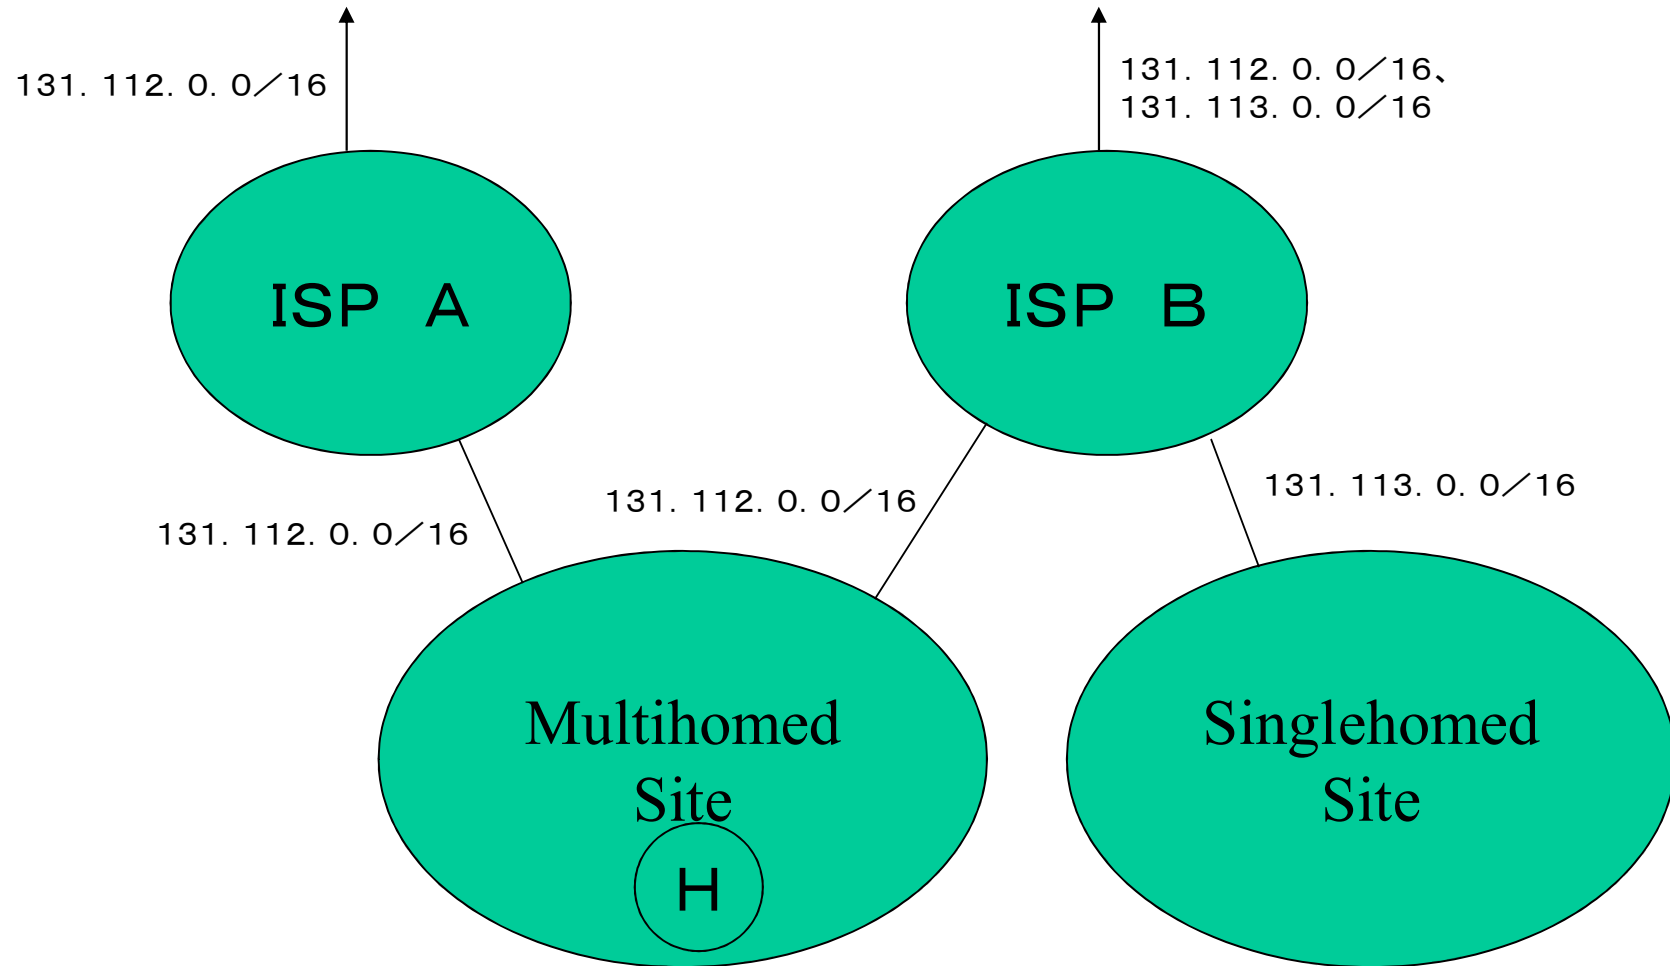 131. 112. 0. 0／16
131. 112. 0. 0／16、
131. 113. 0. 0／16
ISP A
ISP B
131. 112. 0. 0／16
131. 112. 0. 0／16
131. 113. 0. 0／16
Multihomed
Site
H
Singlehomed
Site